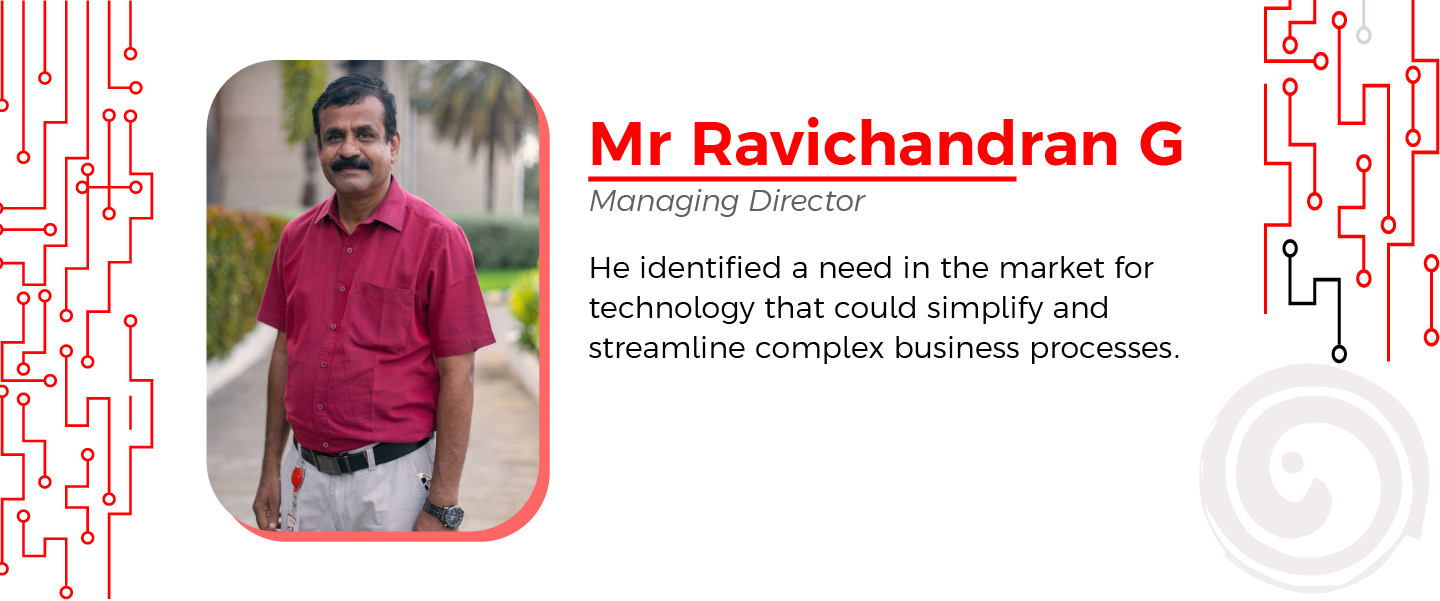 Mr Ravichandran G
Managing Director
He identified a need in the market for
technology that could simplify and
streamline complex business processes.